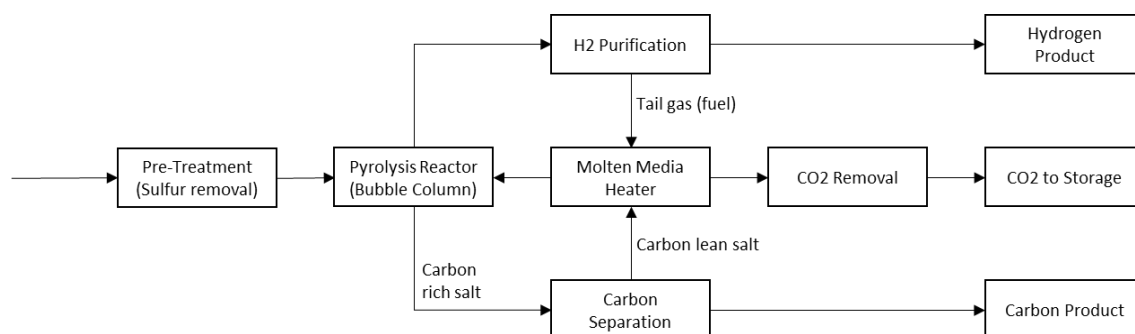 H2 Purification
Hydrogen
Product
Tail gas (fuel)
Pre-Treatment
(Sulfur removal)
Pyrolysis Reactor
(Bubble Column)
Molten Media
Heater
CO2 Removal
CO2 to Storage
Carbon lean salt
Carbon
rich salt
Carbon
Separation
Carbon Product